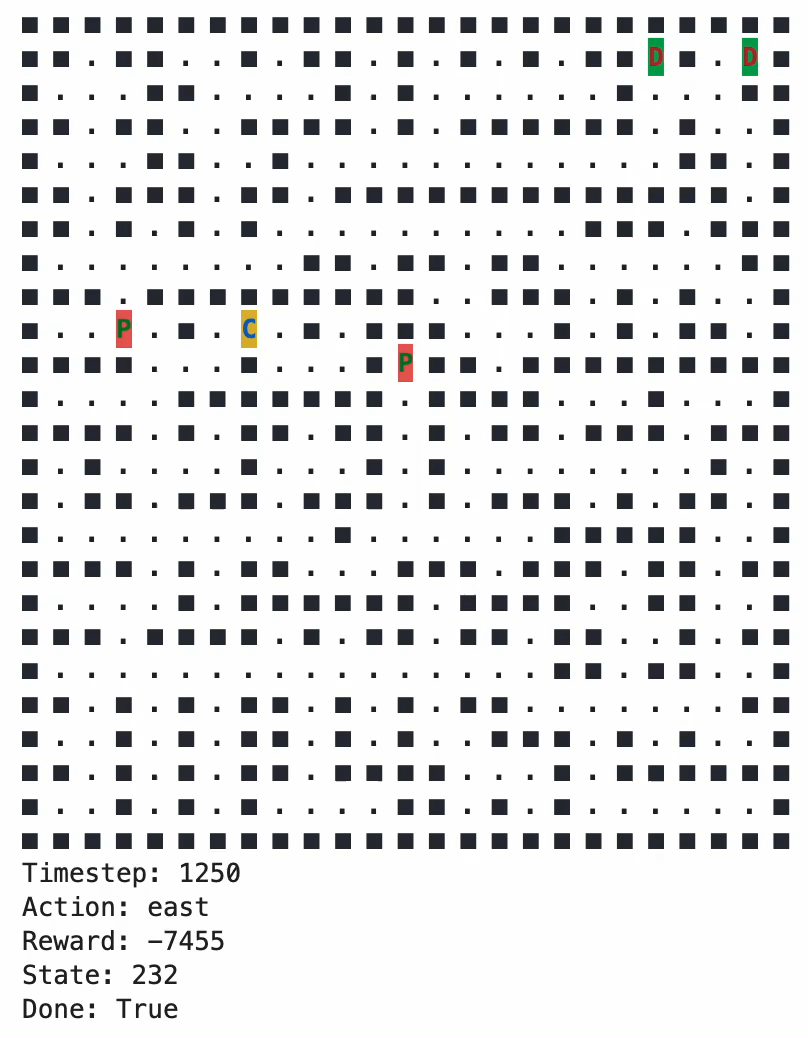 ■ ■ ■ ■ ■ ■ ■ ■ ■ ■ ■ ■ ■ ■ ■ ■ ■ ■ ■ ■ ■ ■ ■ ■ ■
■ ■ . ■ ■ . . ■ . ■ ■ . ■ . ■ . ■ . ■ ■ D ■ . D ■
■ . . . ■ ■ . . . . ■ . ■ . . . . . . ■ . . . ■ ■
■ ■ . ■ ■ . . ■ ■ ■ ■ . ■ . ■ ■ ■ ■ ■ ■ . ■ . . ■
■ . . . ■ ■ . . ■ . . . . . . . . . . . . ■ ■ . ■
■ ■ . ■ ■ ■ . ■ ■ . ■ ■ ■ ■ ■ ■ ■ ■ ■ ■ ■ ■ ■ . ■
■ ■ . ■ . ■ . ■ . . . . . . . . . . ■ ■ ■ . ■ ■ ■
■ . . . . . . . . ■ ■ . ■ ■ . ■ ■ . . . . . . ■ ■
■ ■ ■ . ■ ■ ■ ■ ■ ■ ■ ■ ■ . . ■ ■ ■ . ■ . ■ . . ■
■ . . P . ■ . C . ■ . ■ ■ ■ . . . ■ . ■ . ■ ■ ■ ■
■ ■ ■ ■ . . . ■ . . . ■ P ■ ■ . ■ ■ ■ ■ ■ ■ ■ ■ ■
■ . . . . ■ ■ ■ ■ ■ ■ ■ . ■ ■ ■ ■ . . . ■ . . . ■
■ ■ ■ ■ . ■ . ■ ■ . ■ ■ . ■ . ■ ■ . ■ ■ ■ . ■ ■ ■
■ . ■ . . . . ■ . . . ■ . ■ . . . . . . . . ■ . ■
■ . ■ ■ . ■ ■ ■ . ■ ■ ■ . ■ . ■ ■ ■ . ■ . ■ ■ . ■
■ . . . . . . . . . ■ . . . . . . ■ ■ ■ ■ ■ . . ■
■ ■ ■ ■ . ■ . ■ ■ . . . ■ ■ ■ . ■ ■ ■ . ■ ■ . ■ ■
■ . . . . ■ . ■ ■ ■ ■ ■ ■ . ■ ■ ■ ■ . . ■ ■ . . ■
■ ■ ■ . ■ ■ ■ ■ . ■ . ■ ■ . ■ ■ . ■ ■ . . ■ . ■ ■
■ . . . . . . . . . . . . . . . . ■ ■ . ■ ■ . . ■
■ ■ . ■ . ■ . ■ ■ . ■ . ■ . ■ ■ . . . . . . . ■ ■
■ . . ■ . ■ . ■ ■ . ■ . ■ . . ■ ■ ■ . ■ . ■ . . ■
■ ■ . ■ . ■ . ■ ■ . ■ ■ ■ ■ . . . ■ . ■ ■ ■ ■ ■ ■
■ . . ■ . ■ . ■ . . . . ■ ■ . ■ . ■ . . . . . . ■
■ ■ ■ ■ ■ ■ ■ ■ ■ ■ ■ ■ ■ ■ ■ ■ ■ ■ ■ ■ ■ ■ ■ ■ ■
Timestep: 1250
Action: east
Reward: -7455
State: 232
Done: True